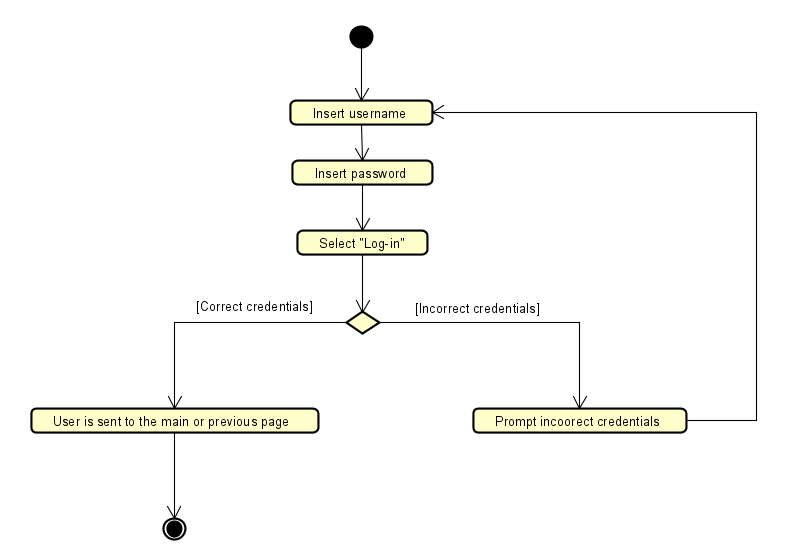 Insert username
Insert password
Select "Log-in"
[Correct credentials]
[Incorrect credentials]
User is sent to the main or previous page
Prompt incoorect credentials